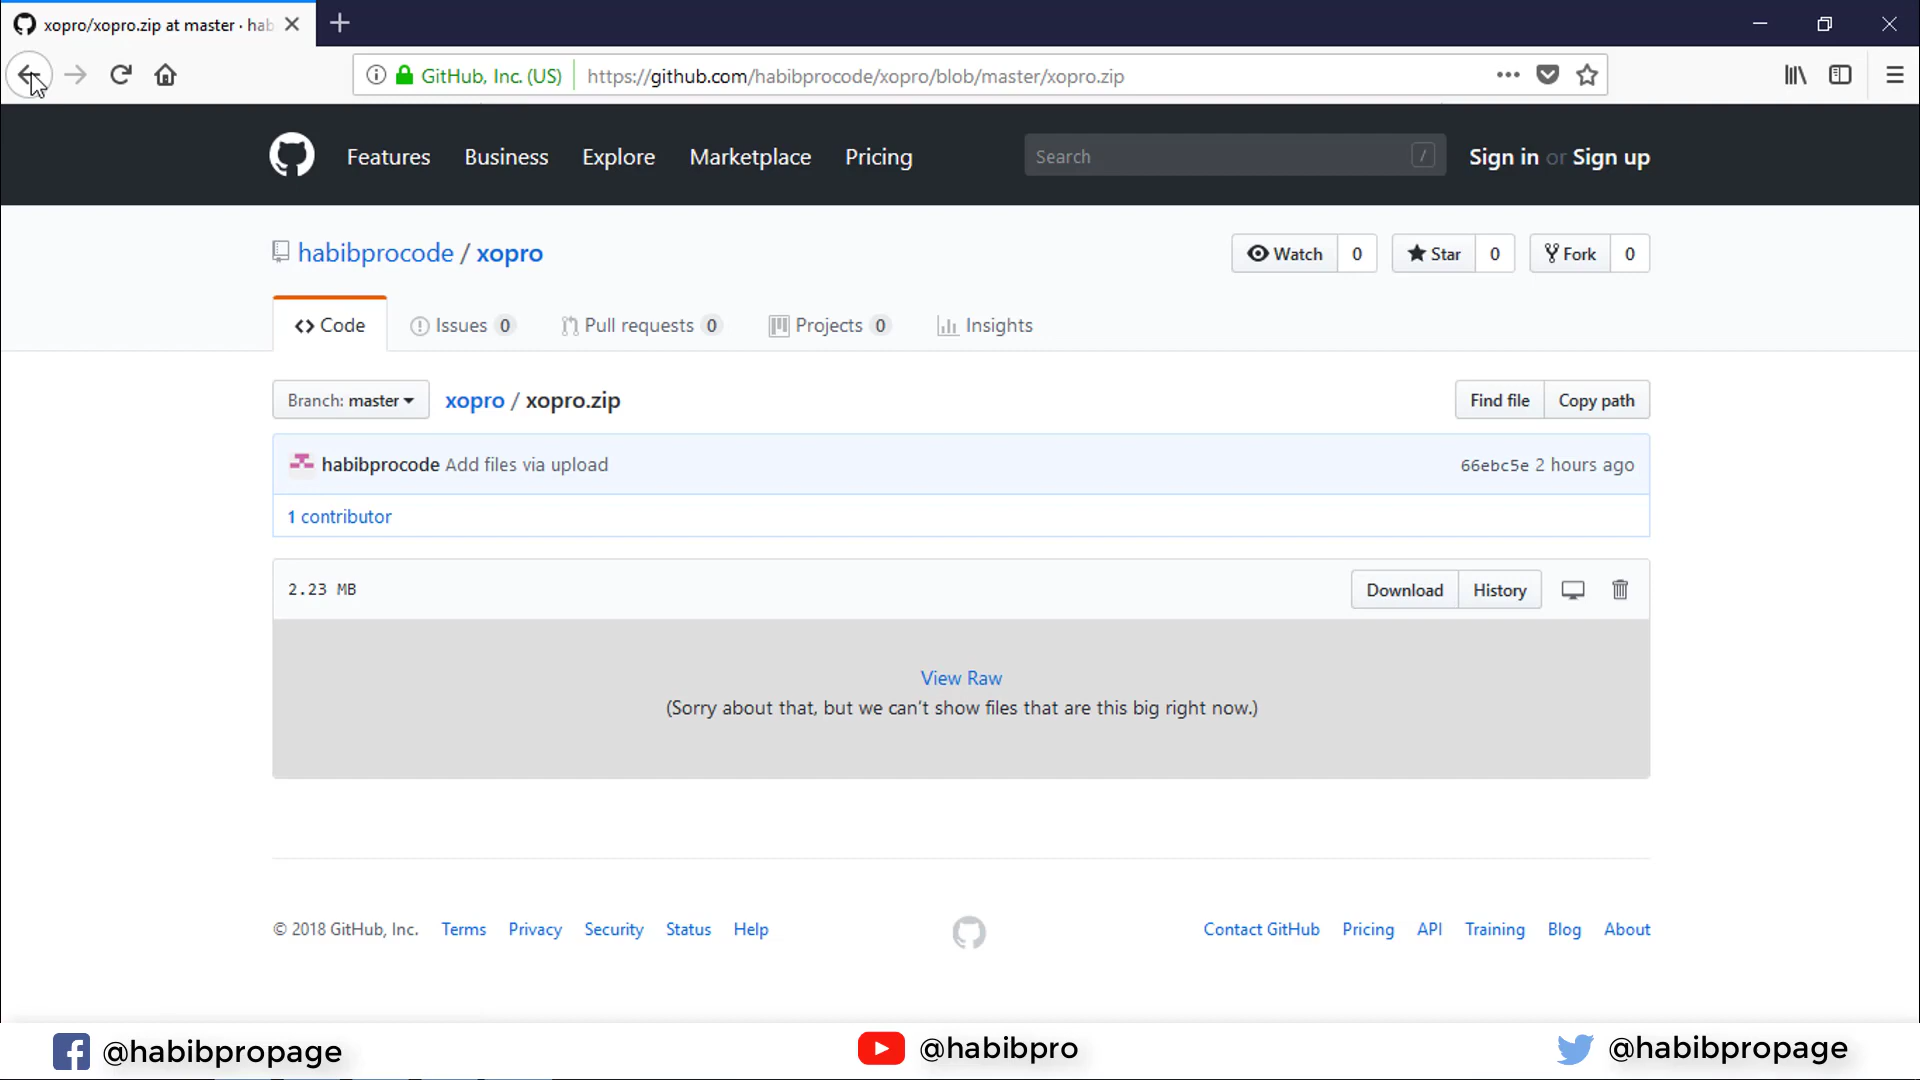 xopro/xopro.zip at master · hab
GitHub, Inc. (US) https://github.com/habibprocode/xopro/blob/master/xopro.zip
Features Business Explore Marketplace Pricing Search / Sign in or Sign up
habibprocode / xopro Watch 0 Star 0 Fork 0
Code Issues 0 Pull requests 0 Projects 0 Insights
Branch: master xopro / xopro.zip Find file Copy path
habibprocode Add files via upload 66ebc5e 2 hours ago
1 contributor
2.23 MB Download History
View Raw
(Sorry about that, but we can't show files that are this big right now.)
© 2018 GitHub, Inc. Terms Privacy Security Status Help Contact GitHub Pricing API Training Blog About
@habibpropage @habibpro @habibpropage